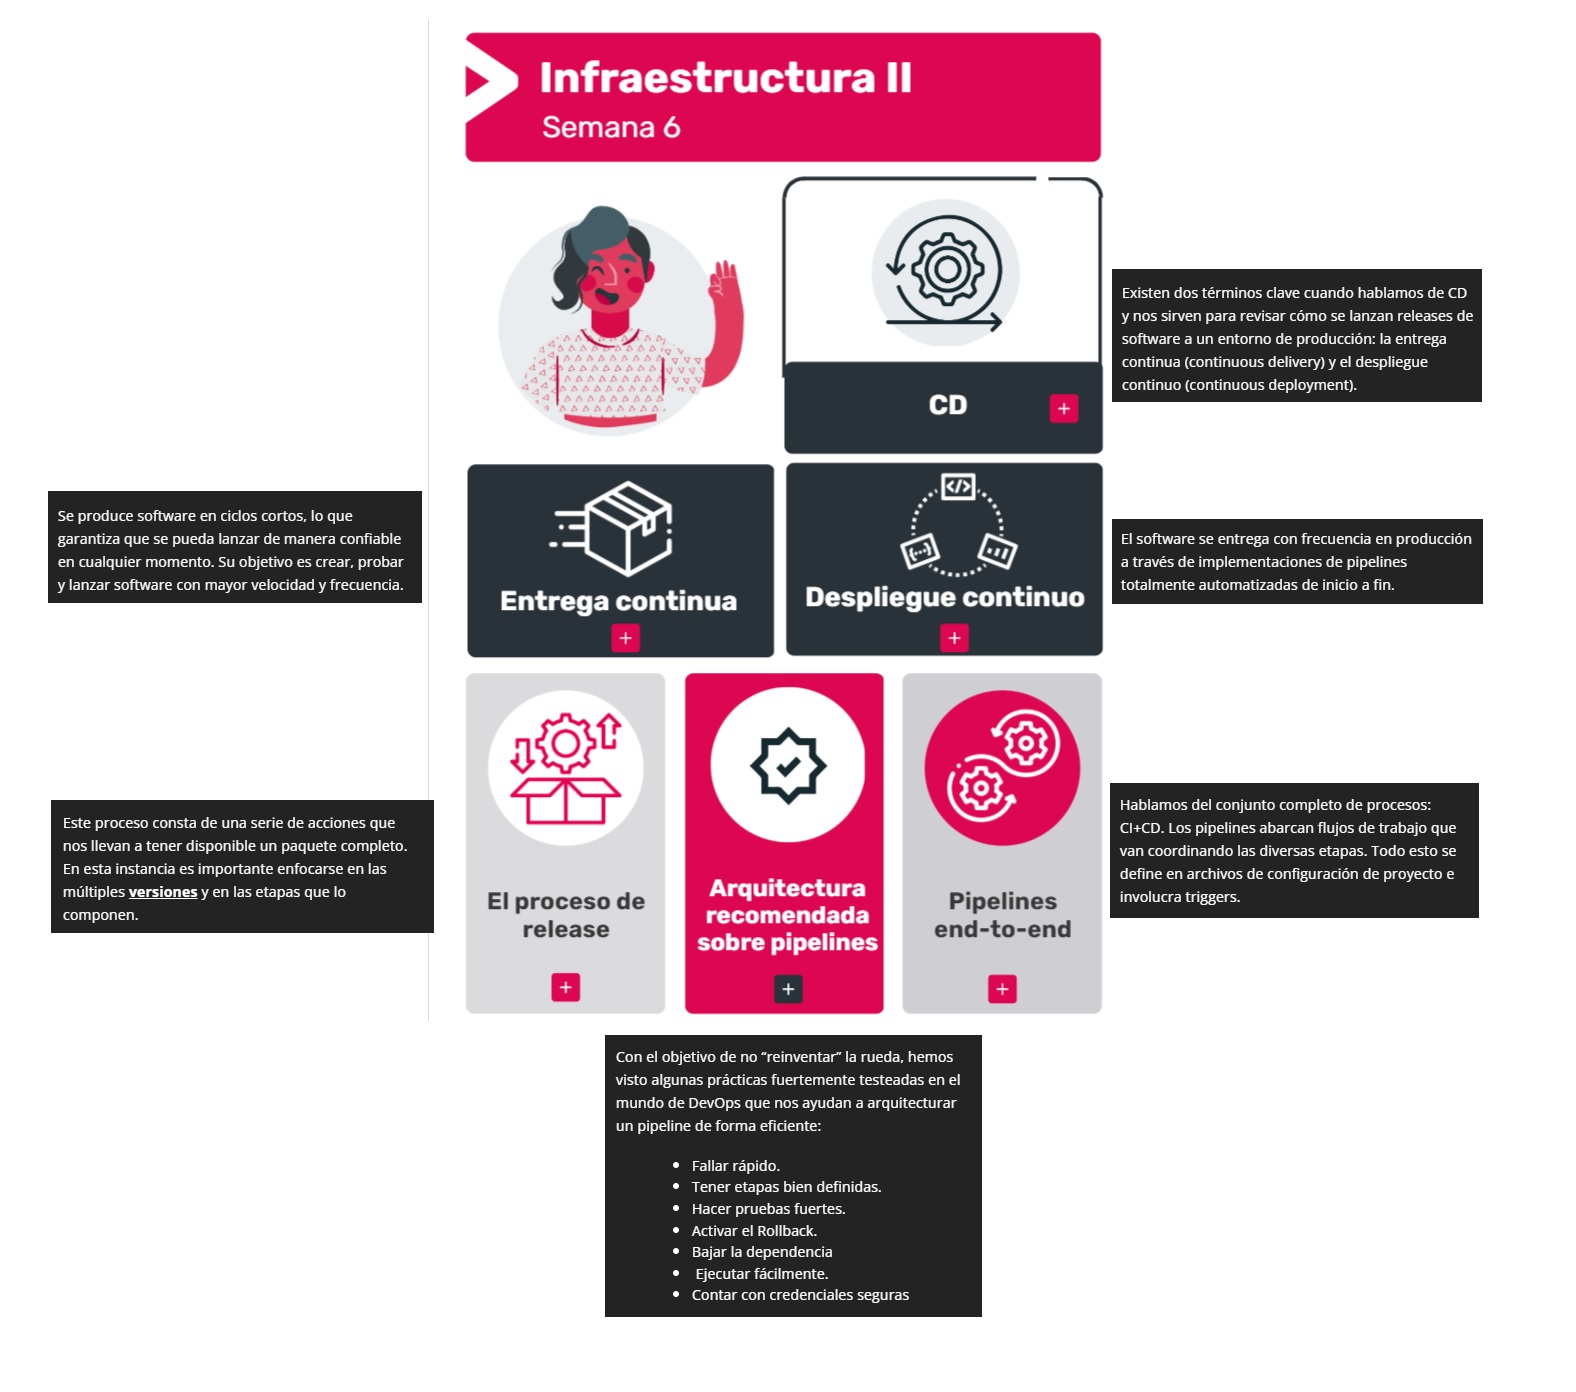 Infraestructura II
Semana 6
CD
+
Existen dos términos clave cuando hablamos de CD
y nos sirven para revisar cómo se lanzan releases de
software a un entorno de producción: la entrega
continua (continuous delivery) y el despliegue
continuo (continuous deployment).
Se produce software en ciclos cortos, lo que
garantiza que se pueda lanzar de manera confiable
en cualquier momento. Su objetivo es crear, probar
y lanzar software con mayor velocidad y frecuencia.
Entrega continua
+
</>
{...}
Despliegue continuo
+
El software se entrega con frecuencia en producción
a través de implementaciones de pipelines
totalmente automatizadas de inicio a fin.
Este proceso consta de una serie de acciones que
nos llevan a tener disponible un paquete completo.
En esta instancia es importante enfocarse en las
múltiples versiones y en las etapas que lo
componen.
El proceso de
release
+
Arquitectura
recomendada
sobre pipelines
+
Pipelines
end-to-end
+
Hablamos del conjunto completo de procesos:
CI+CD. Los pipelines abarcan flujos de trabajo que
van coordinando las diversas etapas. Todo esto se
define en archivos de configuración de proyecto e
involucra triggers.
Con el objetivo de no “reinventar” la rueda, hemos
visto algunas prácticas fuertemente testeadas en el
mundo de DevOps que nos ayudan a arquitecturar
un pipeline de forma eficiente:
• Fallar rápido.
• Tener etapas bien definidas.
• Hacer pruebas fuertes.
• Activar el Rollback.
• Bajar la dependencia
• Ejecutar fácilmente.
• Contar con credenciales seguras